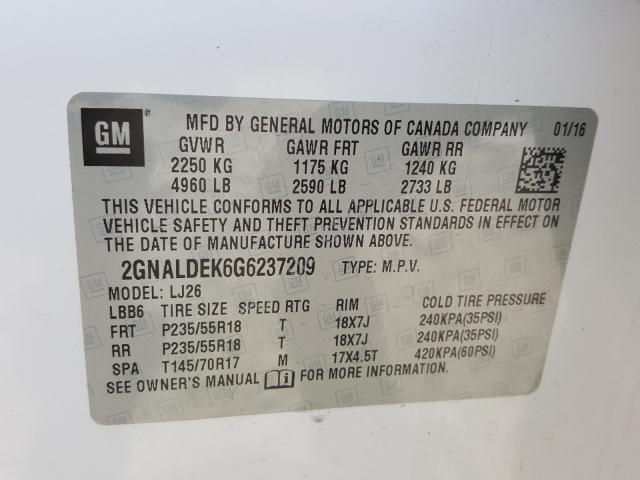 GM ®
MFD BY GENERAL MOTORS OF CANADA COMPANY 01/16
GVWR GAWR FRT GAWR RR
2250 KG 1175 KG 1240 KG
4960 LB 2590 LB 2733 LB
THIS VEHICLE CONFORMS TO ALL APPLICABLE U.S. FEDERAL MOTOR
VEHICLE SAFETY AND THEFT PREVENTION STANDARDS IN EFFECT ON
THE DATE OF MANUFACTURE SHOWN ABOVE.
2GNALDEK6G6237209 TYPE: M.P.V.
MODEL: LJ26
LBB6 TIRE SIZE SPEED RTG RIM COLD TIRE PRESSURE
FRT P235/55R18 T 18X7J 240KPA(35PSI)
RR P235/55R18 T 18X7J 240KPA(35PSI)
SPA T145/70R17 M 17X4.5T 420KPA(60PSI)
SEE OWNER'S MANUAL FOR MORE INFORMATION.